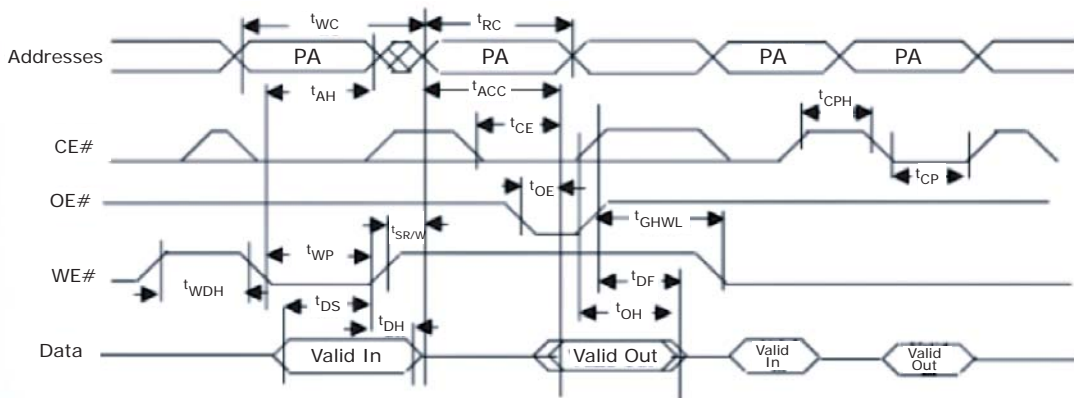 tWC
tRC
Addresses
PA
PA
PA
PA
tAH
tACC
tCPH
tCE
CE#
tCP
tOE
OE#
tGHWL
tSR/W
tWP
WE#
tWDH
tDF
tDS
tOH
tDH
Data
Valid In
Valid Out
Valid
In
Valid
Out